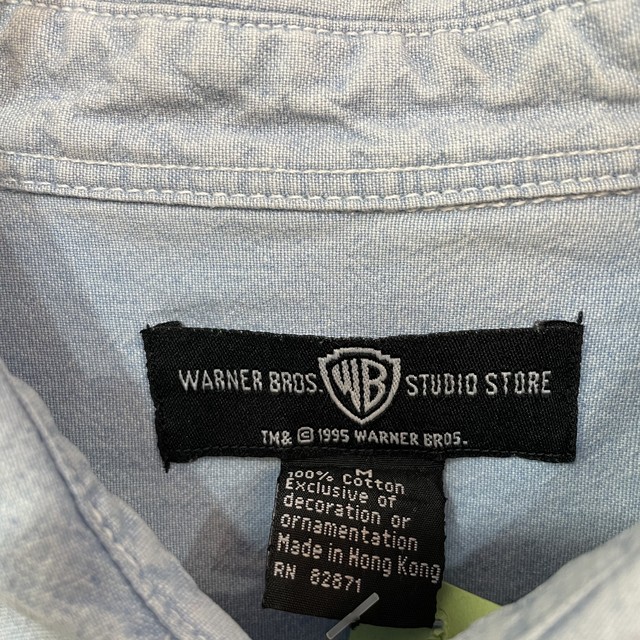 WARNER BROS. WB STUDIO STORE
TM& © 1995 WARNER BROS.
M
100% Cotton
Exclusive of
decoration or
ornamentation
Made in Hong Kong
RN 82871